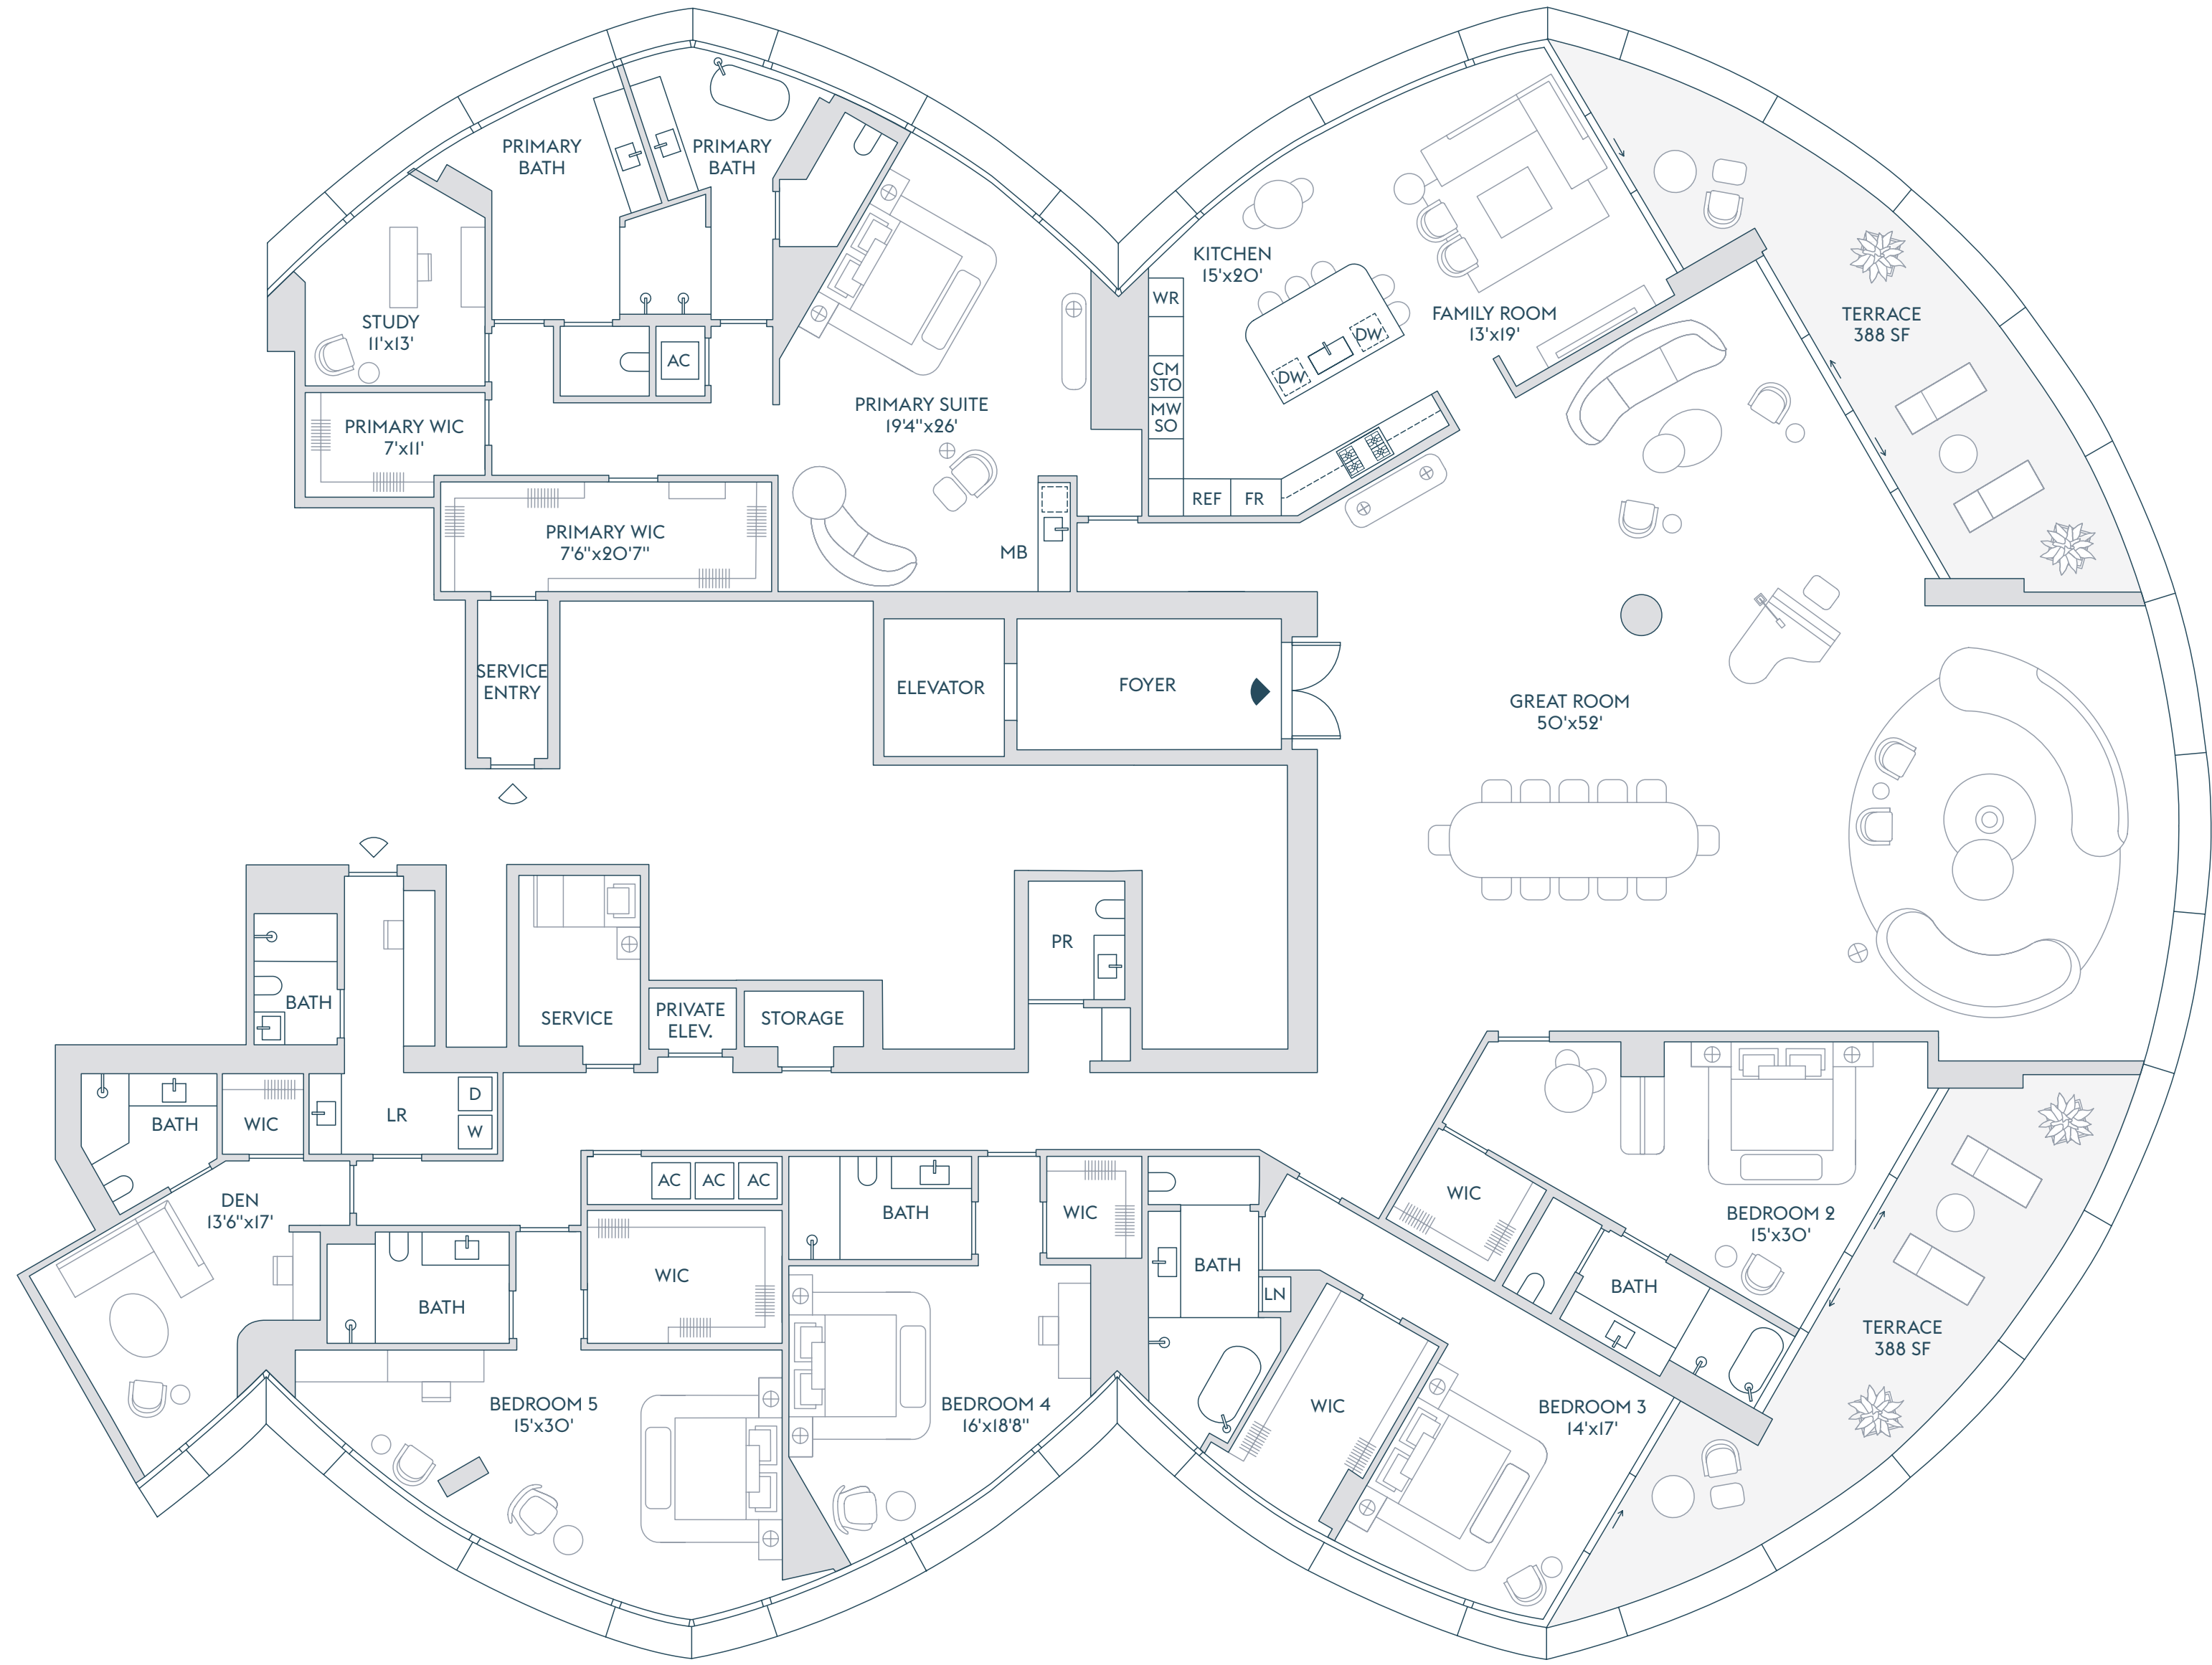 PRIMARY
BATH
PRIMARY
BATH
STUDY
11'x13'
AC
PRIMARY WIC
7'x11'
PRIMARY SUITE
19'4"x26'
PRIMARY WIC
7'6"x20'7"
MB
KITCHEN
15'x20'
WR
CM
STO
MW
SO
REF
FR
DW
DW
FAMILY ROOM
13'x19'
TERRACE
388 SF
SERVICE
ENTRY
ELEVATOR
FOYER
GREAT ROOM
50'x52'
BATH
SERVICE
PRIVATE
ELEV.
STORAGE
PR
BATH
WIC
LR
D
W
DEN
13'6"x17'
AC
AC
AC
BATH
WIC
BATH
WIC
BATH
LN
WIC
BEDROOM 5
15'x30'
BEDROOM 4
16'x18'8"
WIC
BATH
BEDROOM 2
15'x30'
BEDROOM 3
14'x17'
TERRACE
388 SF